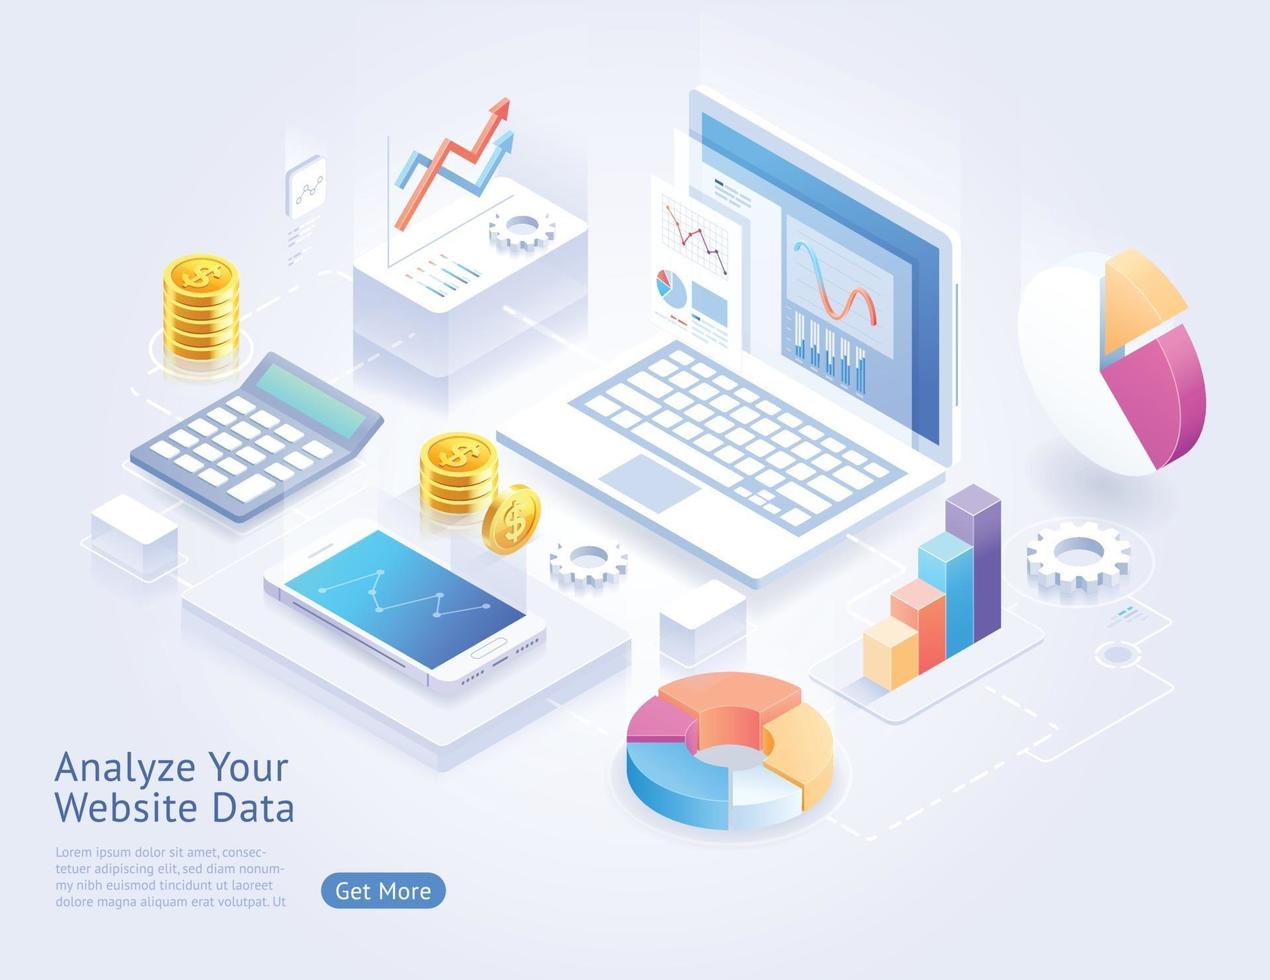 Analyze Your
Website Data
Lorem ipsum dolor sit amet, consec-
tetuer adipiscing elit, sed diam nonum-
my nibh euismod tincidunt ut laoreet
dolore magna aliquam erat volutpat. Ut
Get More